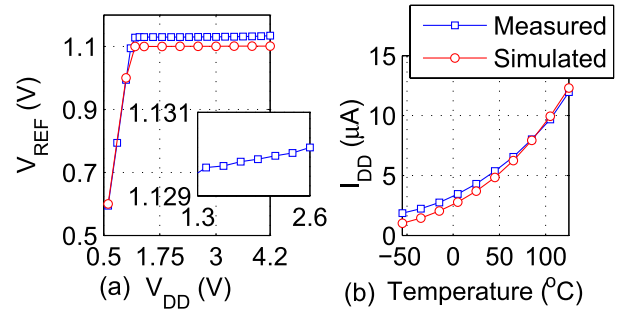 Measured
Simulated
V_REF (V)
1.1
0.9
0.7
0.5
1.131
1.129
1.3 2.6
0.5 1.75 3 4.2
(a) V_DD (V)
I_DD (μA)
15
10
5
0
−50 0 50 100
(b) Temperature (°C)